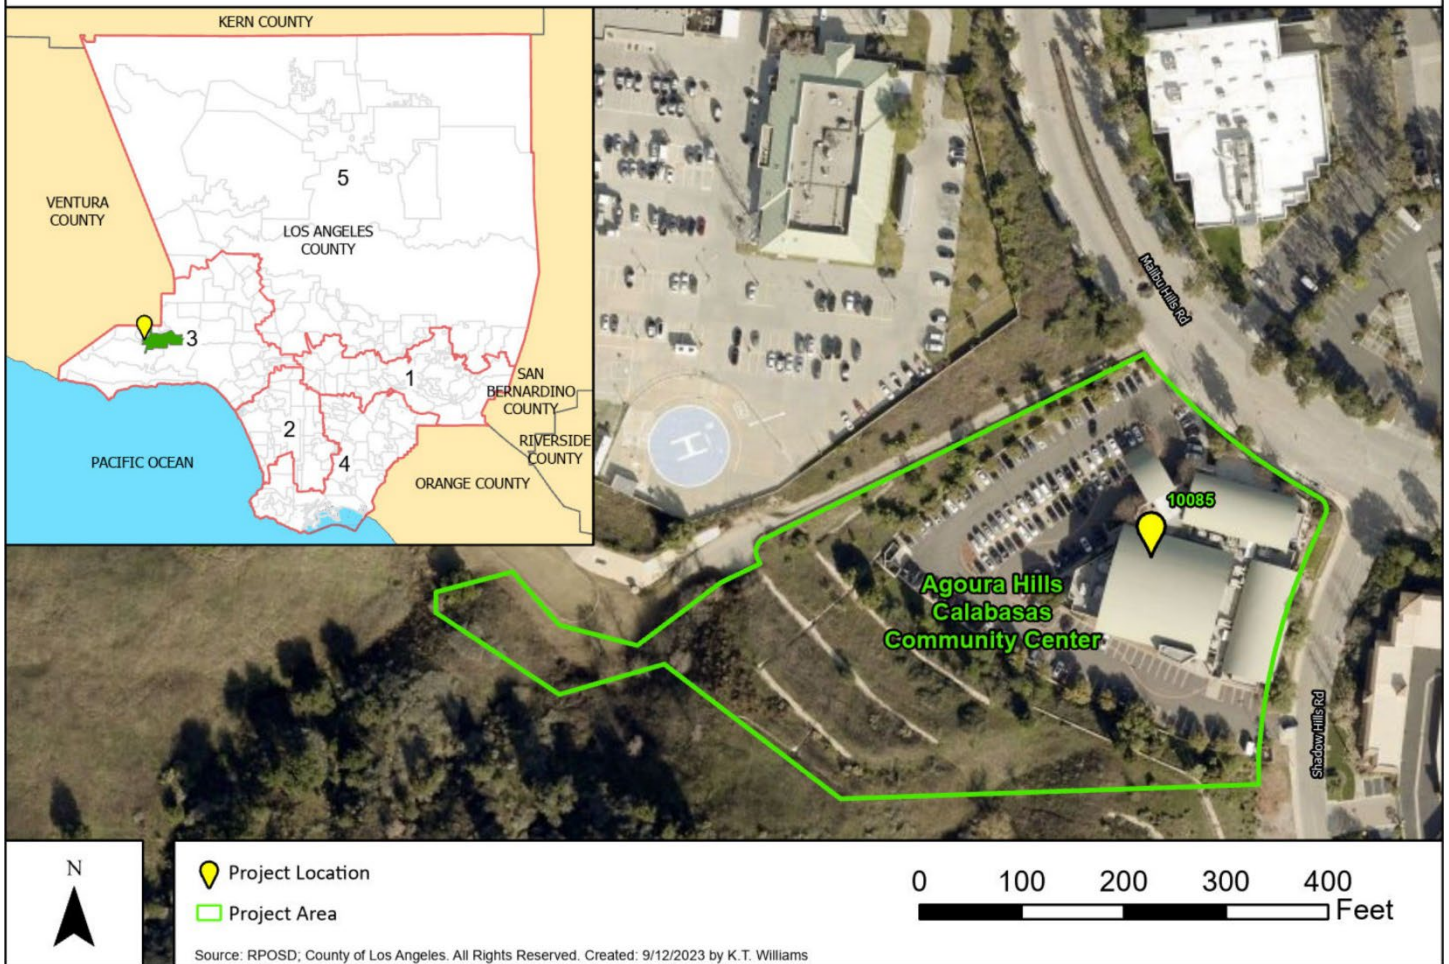 KERN COUNTY
5
VENTURA
COUNTY
LOS ANGELES
COUNTY
3
1
SAN
BERNARDINO
COUNTY
2
RIVERSIDE
COUNTY
4
PACIFIC OCEAN
ORANGE COUNTY
Malibu Hills Rd
H
10085
Agoura Hills
Calabasas
Community Center
Shadow Hills Rd
N
Project Location
Project Area
0 100 200 300 400
Feet
Source: RPOSD; County of Los Angeles. All Rights Reserved. Created: 9/12/2023 by K.T. Williams